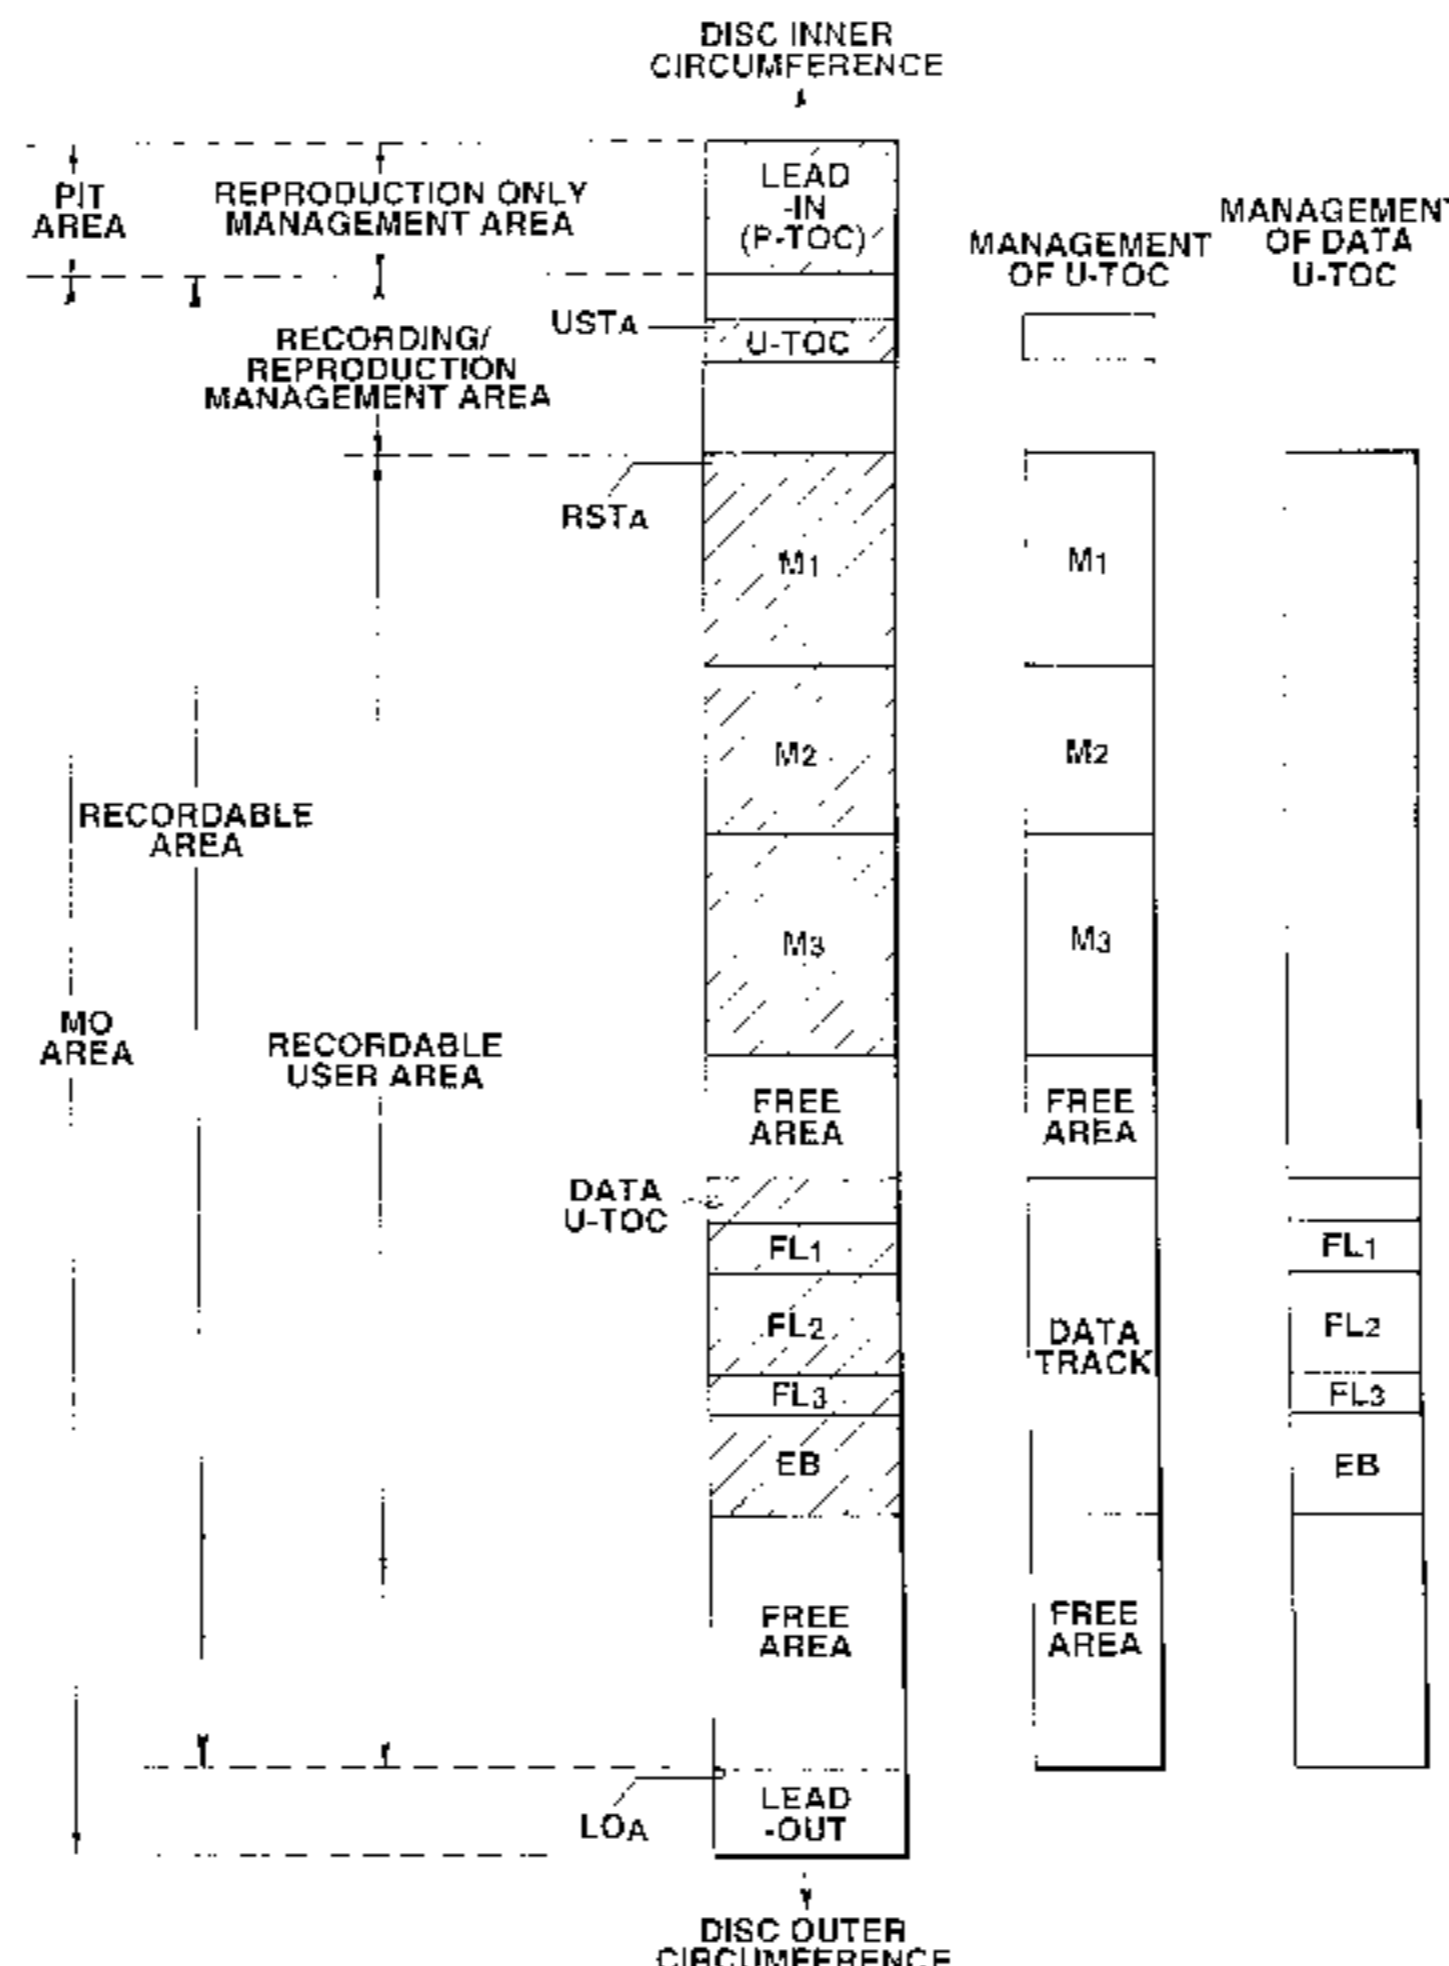 DISC INNER
CIRCUMFERENCE
PIT
AREA
REPRODUCTION ONLY
MANAGEMENT AREA
LEAD
-IN
(P-TOC)
MANAGEMENT
OF U-TOC
MANAGEMENT
OF DATA
U-TOC
USTA
U-TOC
RECORDING/
REPRODUCTION
MANAGEMENT AREA
RSTA
M1
M1
M2
M2
RECORDABLE
AREA
M3
M3
MO
AREA
RECORDABLE
USER AREA
FREE
AREA
FREE
AREA
DATA
U-TOC
FL1
FL1
FL2
DATA
TRACK
FL2
FL3
FL3
EB
EB
FREE
AREA
FREE
AREA
LOA
LEAD
-OUT
DISC OUTER
CIRCUMFERENCE